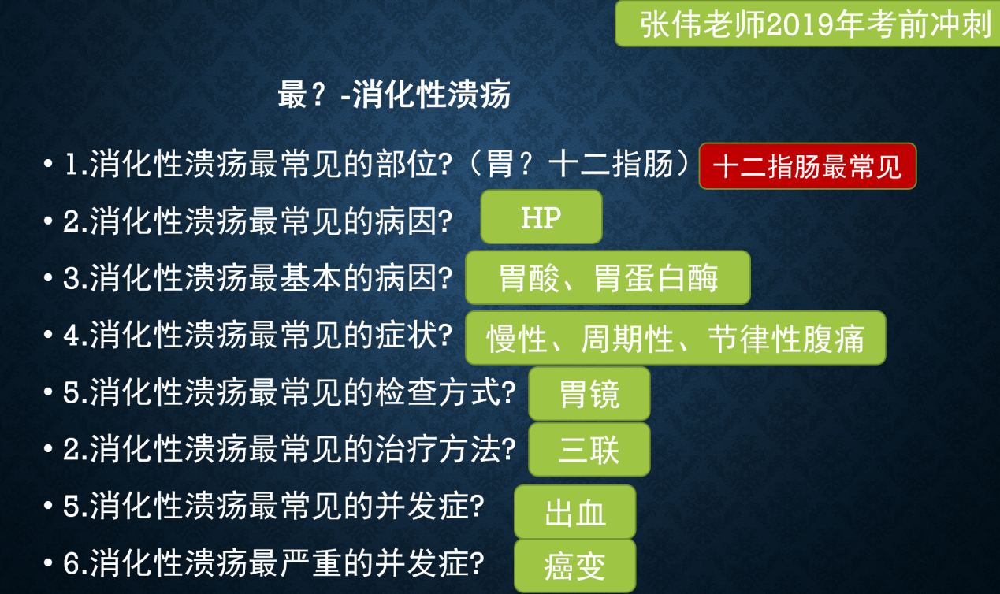 张伟老师2019年考前冲刺
最？-消化性溃疡
• 1.消化性溃疡最常见的部位?（胃？十二指肠） 十二指肠最常见
• 2.消化性溃疡最常见的病因? HP
• 3.消化性溃疡最基本的病因? 胃酸、胃蛋白酶
• 4.消化性溃疡最常见的症状? 慢性、周期性、节律性腹痛
• 5.消化性溃疡最常见的检查方式? 胃镜
• 2.消化性溃疡最常见的治疗方法? 三联
• 5.消化性溃疡最常见的并发症? 出血
• 6.消化性溃疡最严重的并发症? 癌变